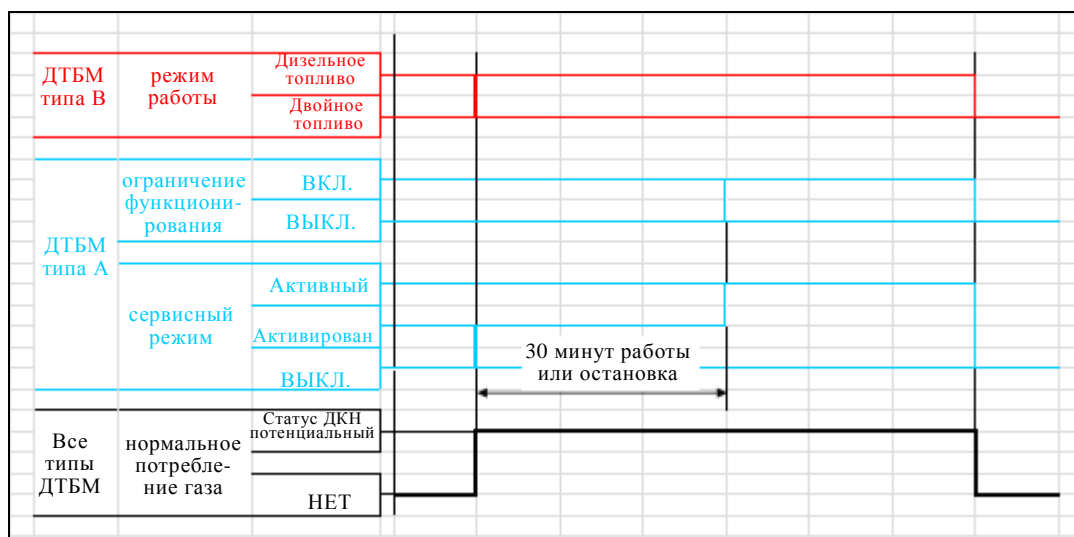 ДТБМ
типа В
режим
работы
Дизельное
топливо
Двойное
топливо
ДТБМ
типа А
ограничение
функциони-
рования
ВКЛ.
ВЫКЛ.
сервисный
режим
Активный
Активирован
ВЫКЛ.
30 минут работы
или остановка
Все
типы
ДТБМ
нормальное
потребле-
ние газа
Статус ДКН
потенциальный
НЕТ